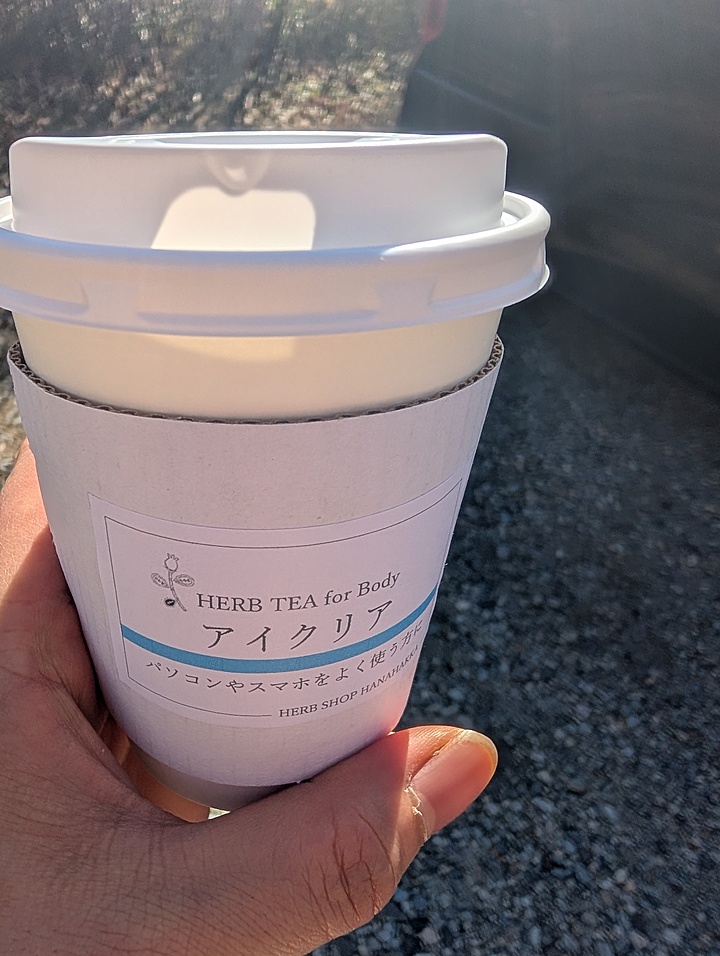 HERB TEA for Body
アイクリア
パソコンやスマホをよく使う方に
HERB SHOP HANAHAKKA